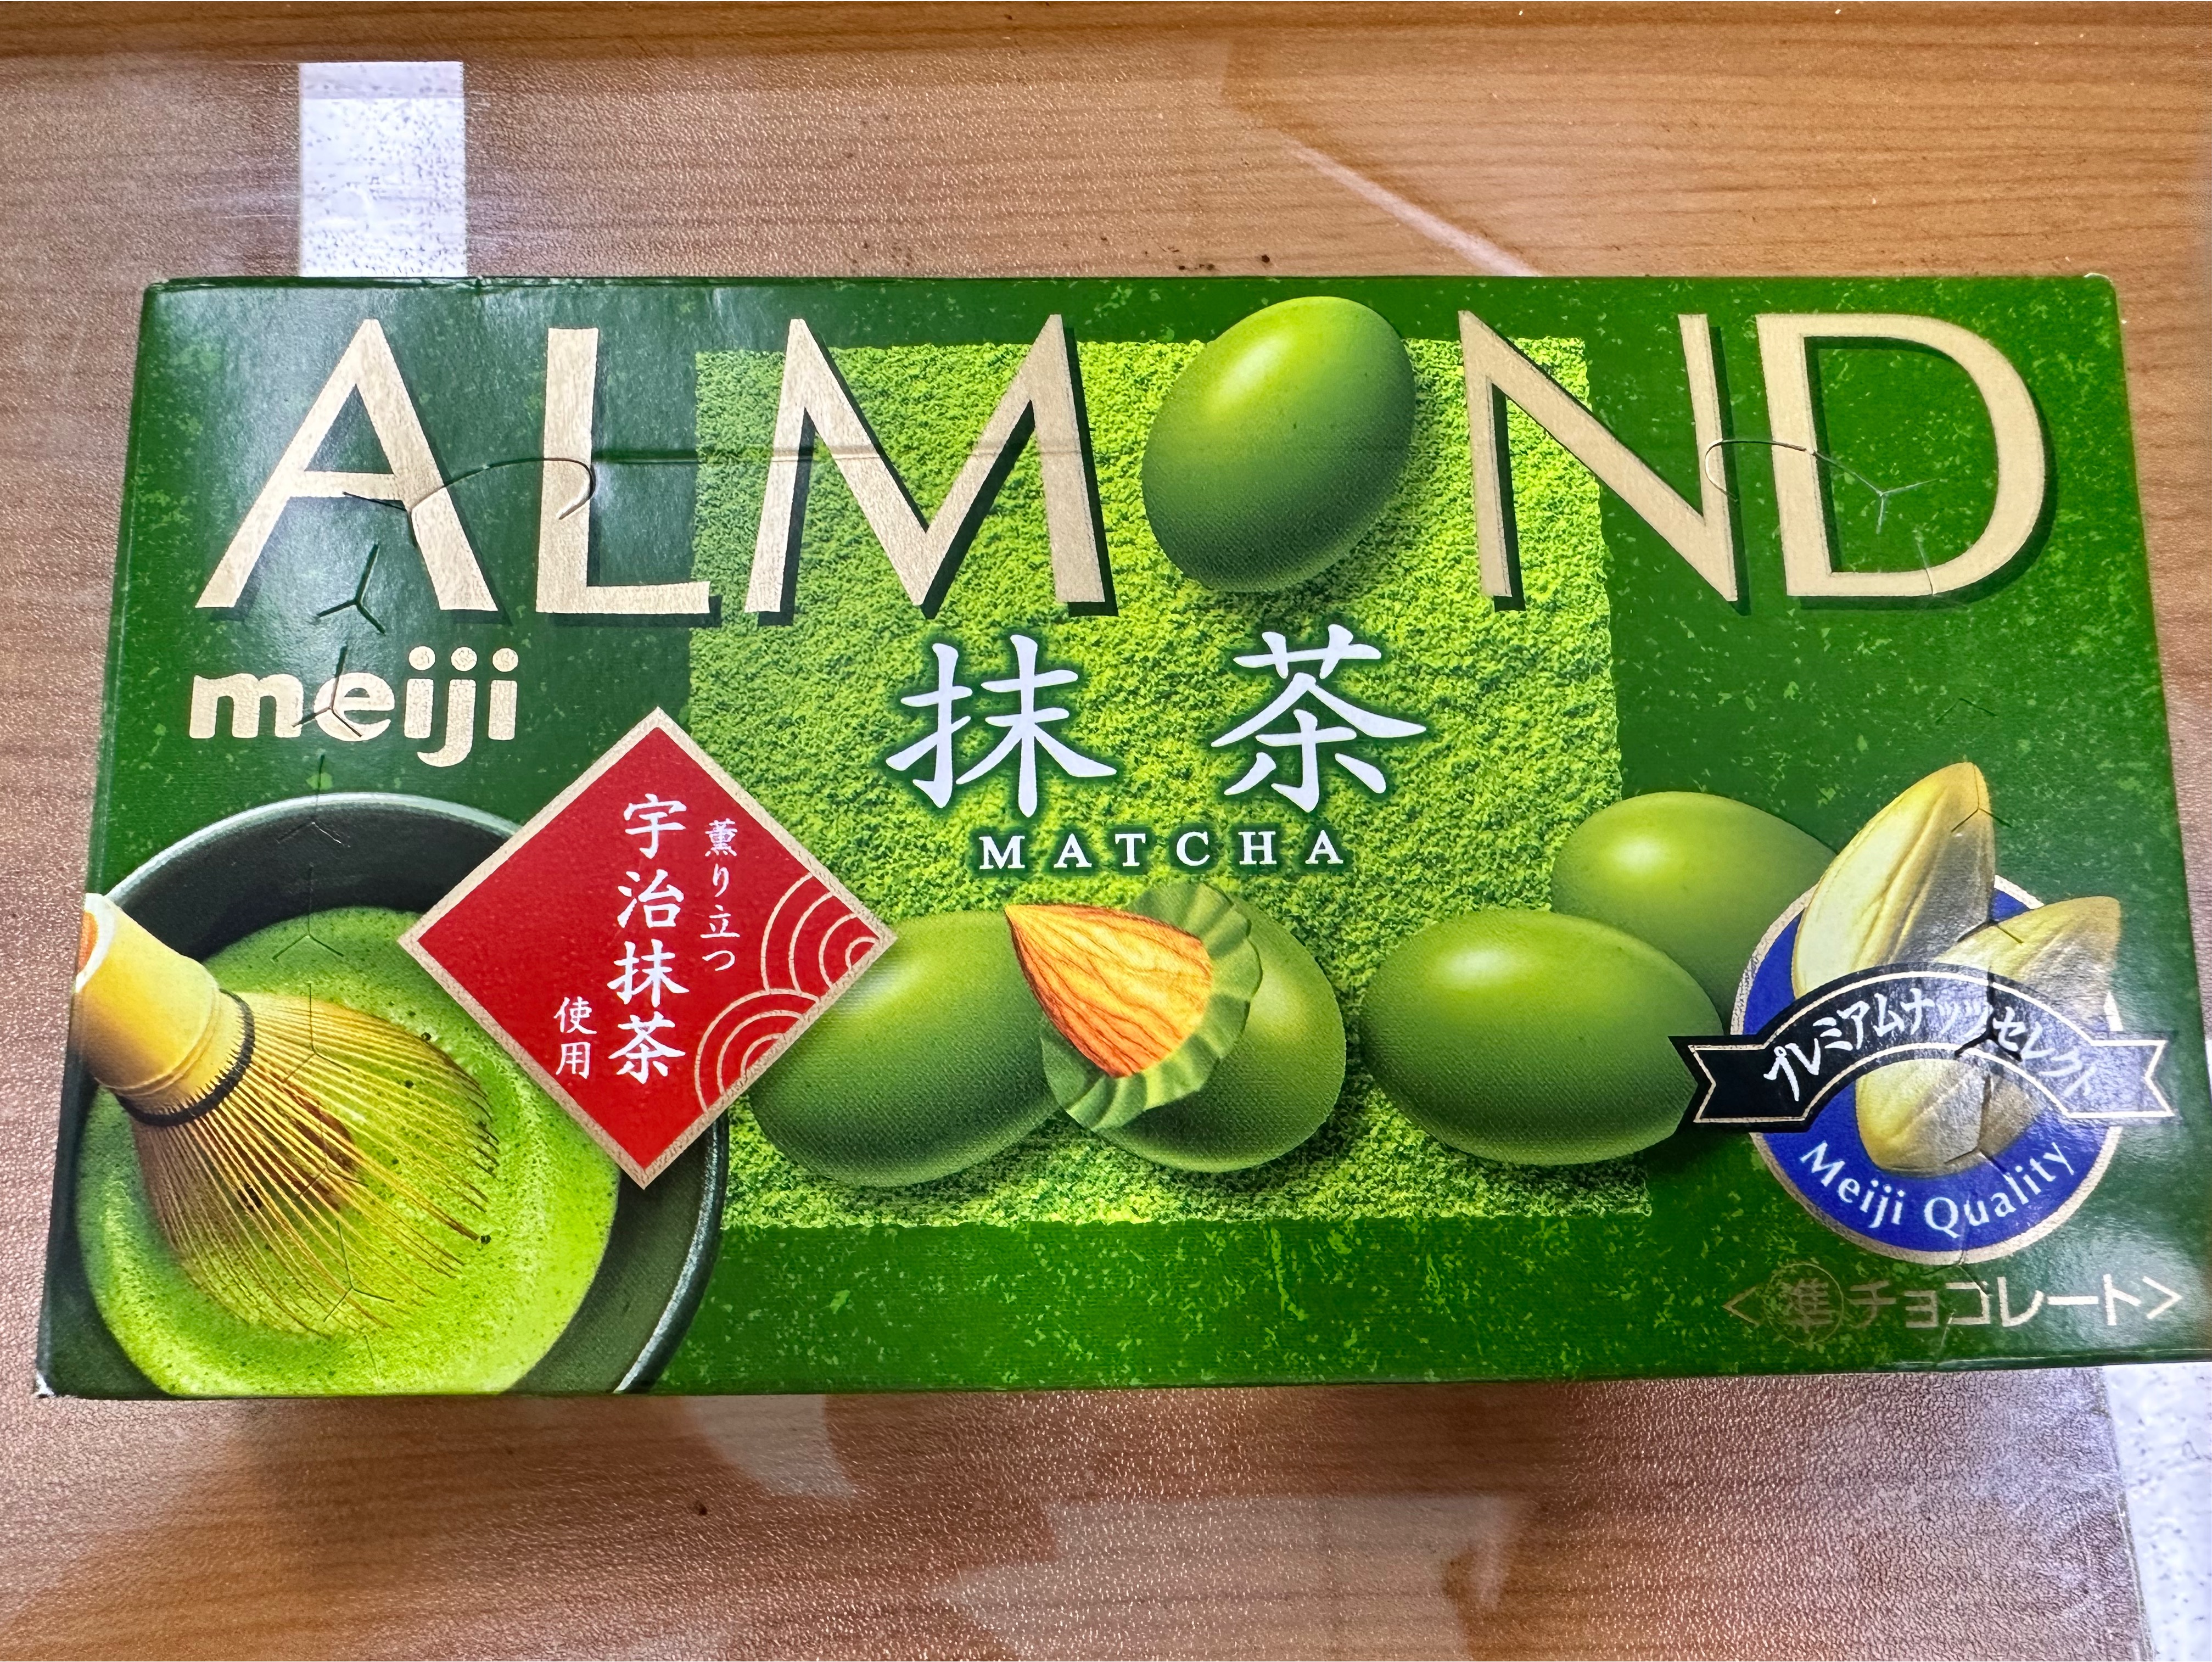 ALMOND
meiji
抹茶
MATCHA
薫り立つ
宇治抹茶
使用
プレミアムナッツセレクト
Meiji Quality
<準チョコレート>